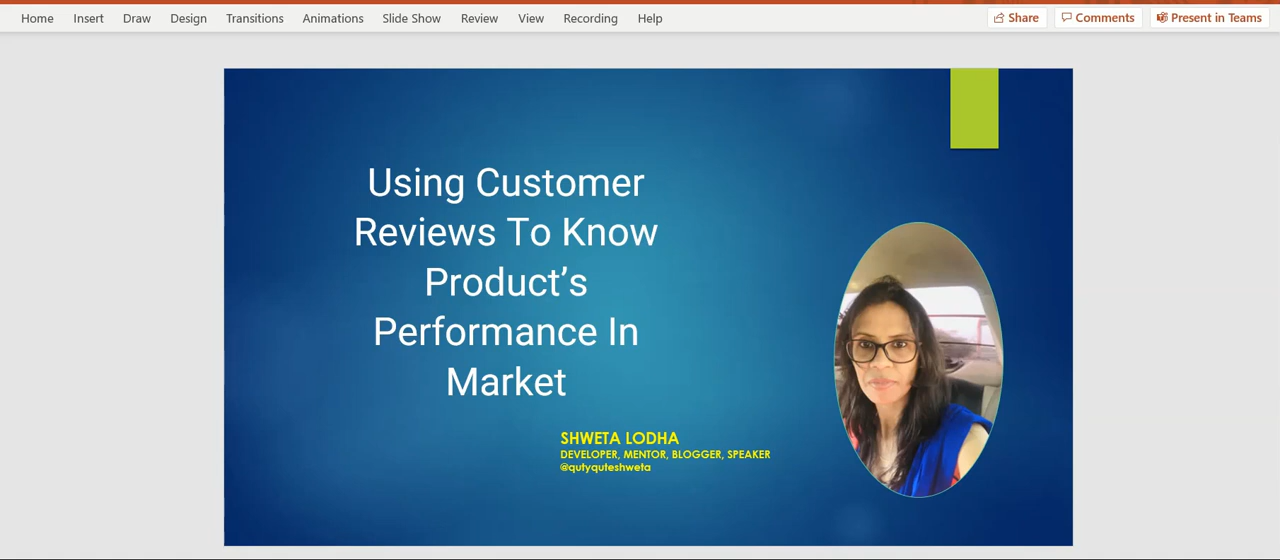 Home Insert Draw Design Transitions Animations Slide Show Review View Recording Help Share Comments Present in Teams
Using Customer
Reviews To Know
Product’s
Performance In
Market
SHWETA LODHA
DEVELOPER, MENTOR, BLOGGER, SPEAKER
@qutyquteshweta